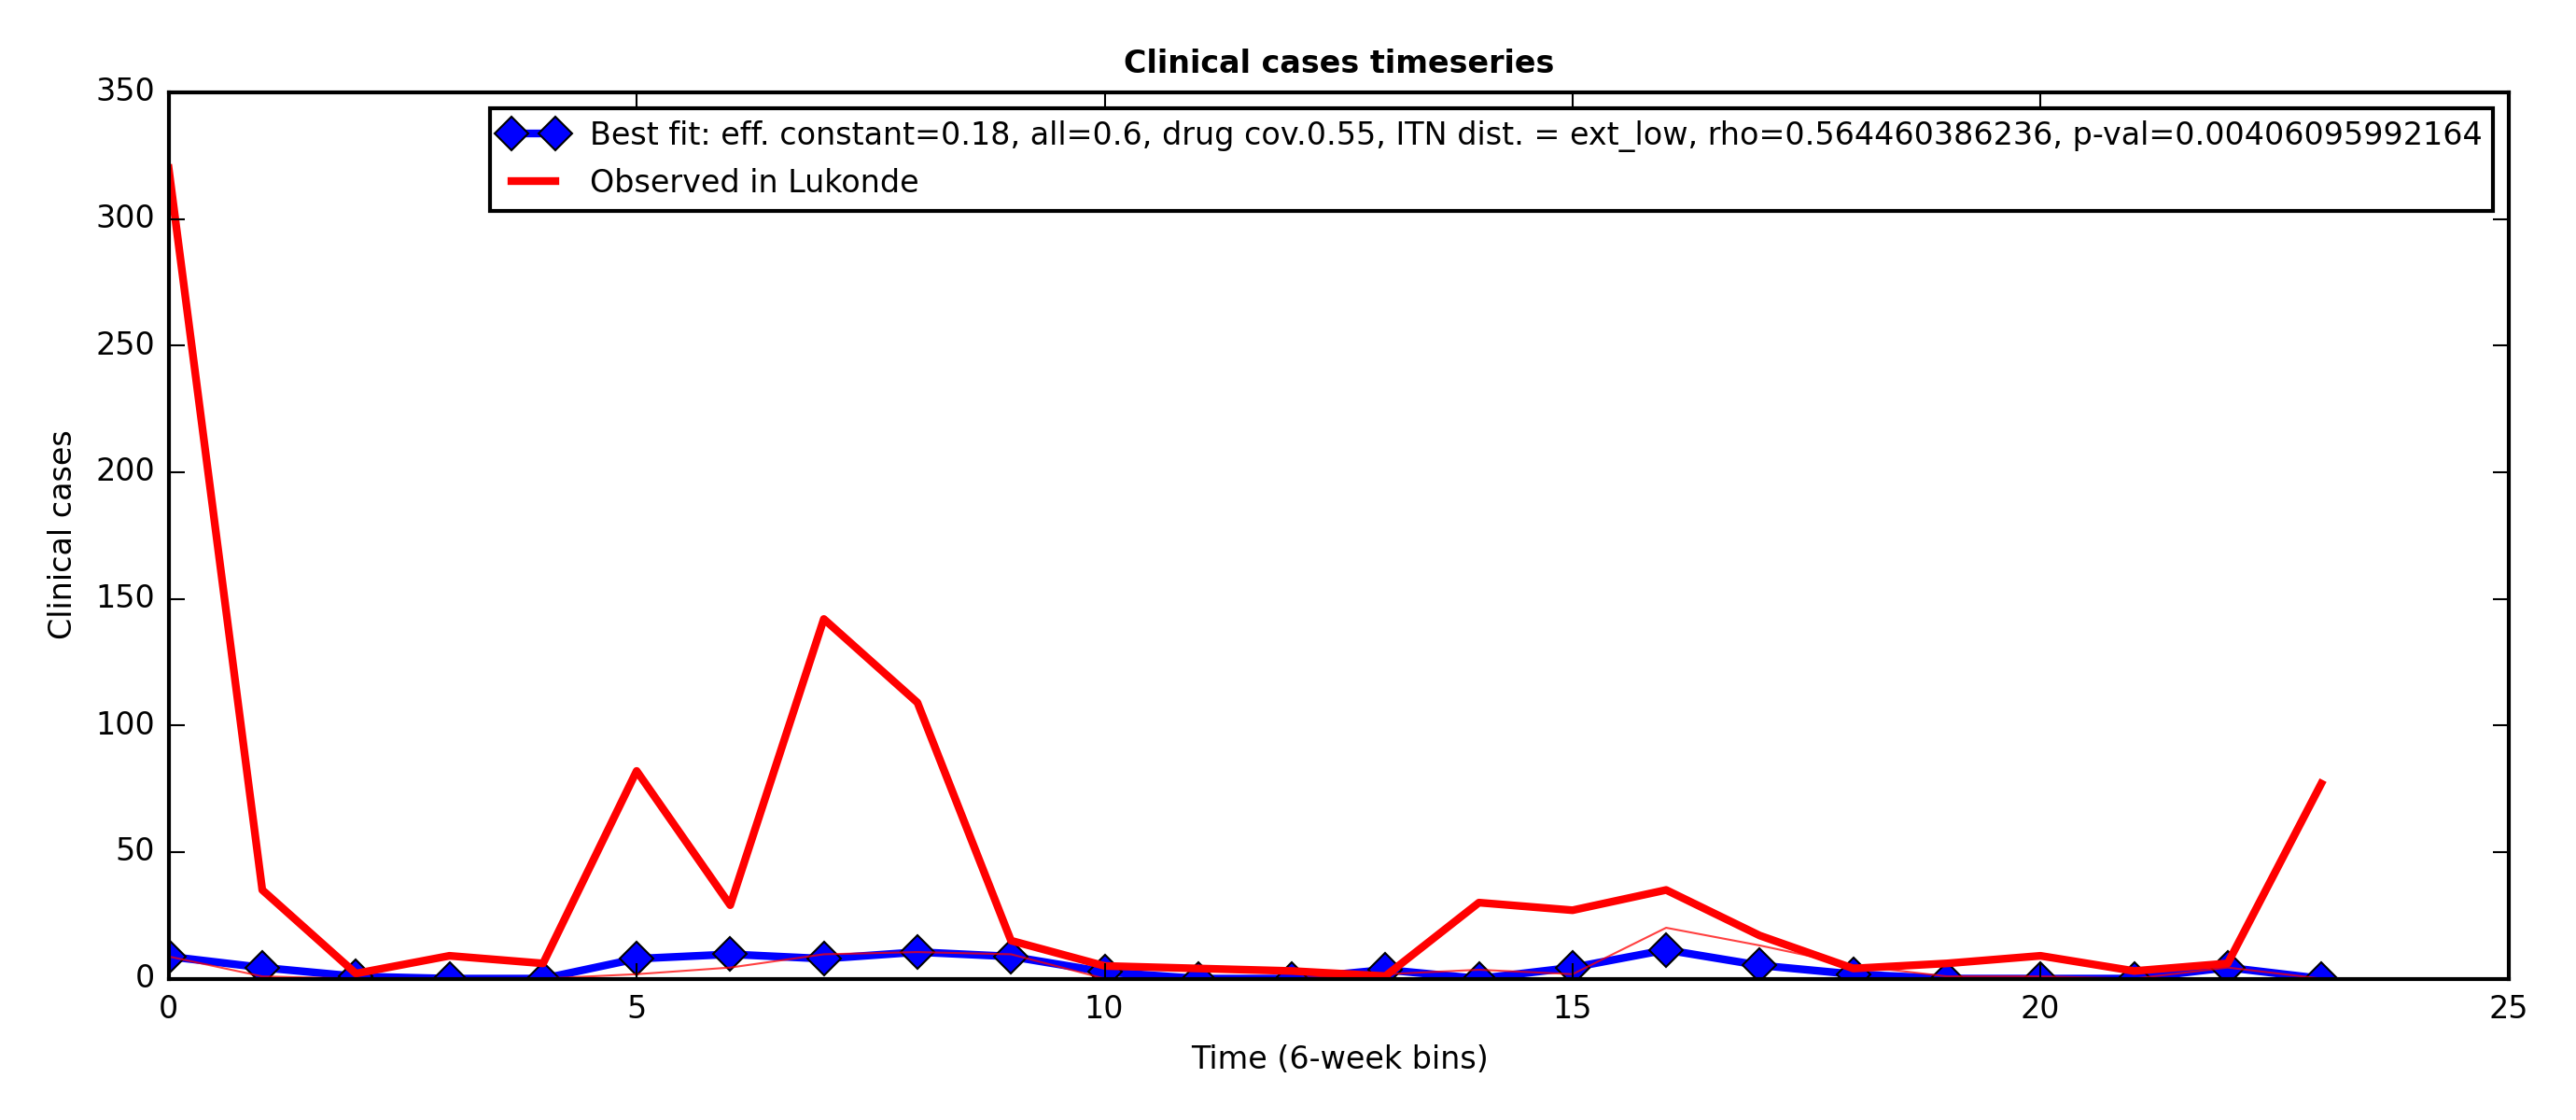 Clinical cases timeseries
350
300
250
200
150
100
50
0
Clinical cases
Best fit: eff. constant=0.18, all=0.6, drug cov.0.55, ITN dist. = ext_low, rho=0.564460386236, p-val=0.00406095992164
Observed in Lukonde
0 5 10 15 20 25
Time (6-week bins)